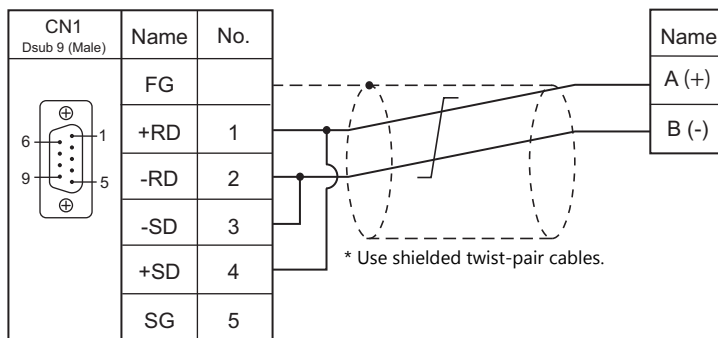 CN1
Dsub 9 (Male)
Name
No.
Name
FG
A (+)
+RD
1
B (-)
-RD
2
-SD
3
+SD
4
SG
5
6
1
9
5
* Use shielded twist-pair cables.